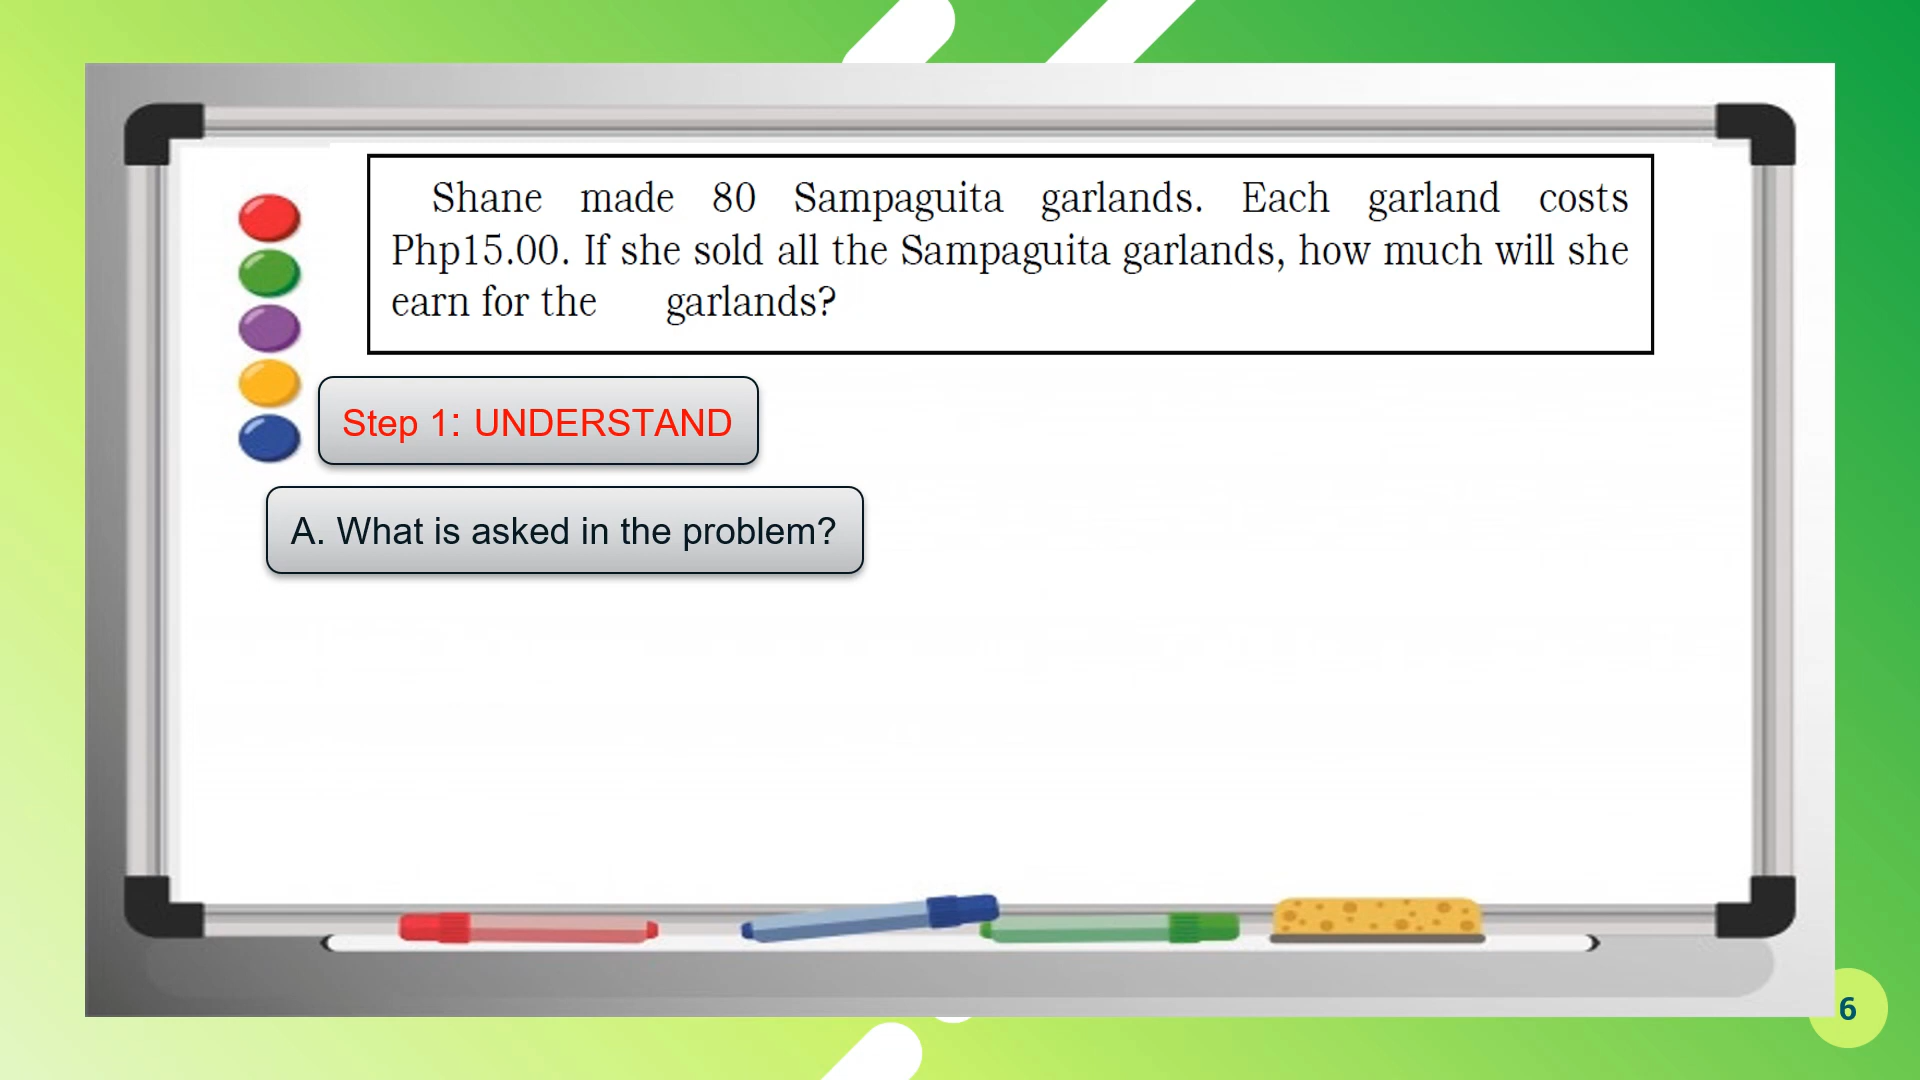 Shane made 80 Sampaguita garlands. Each garland costs
Php15.00. If she sold all the Sampaguita garlands, how much will she
earn for the garlands?
Step 1: UNDERSTAND
A. What is asked in the problem?
6